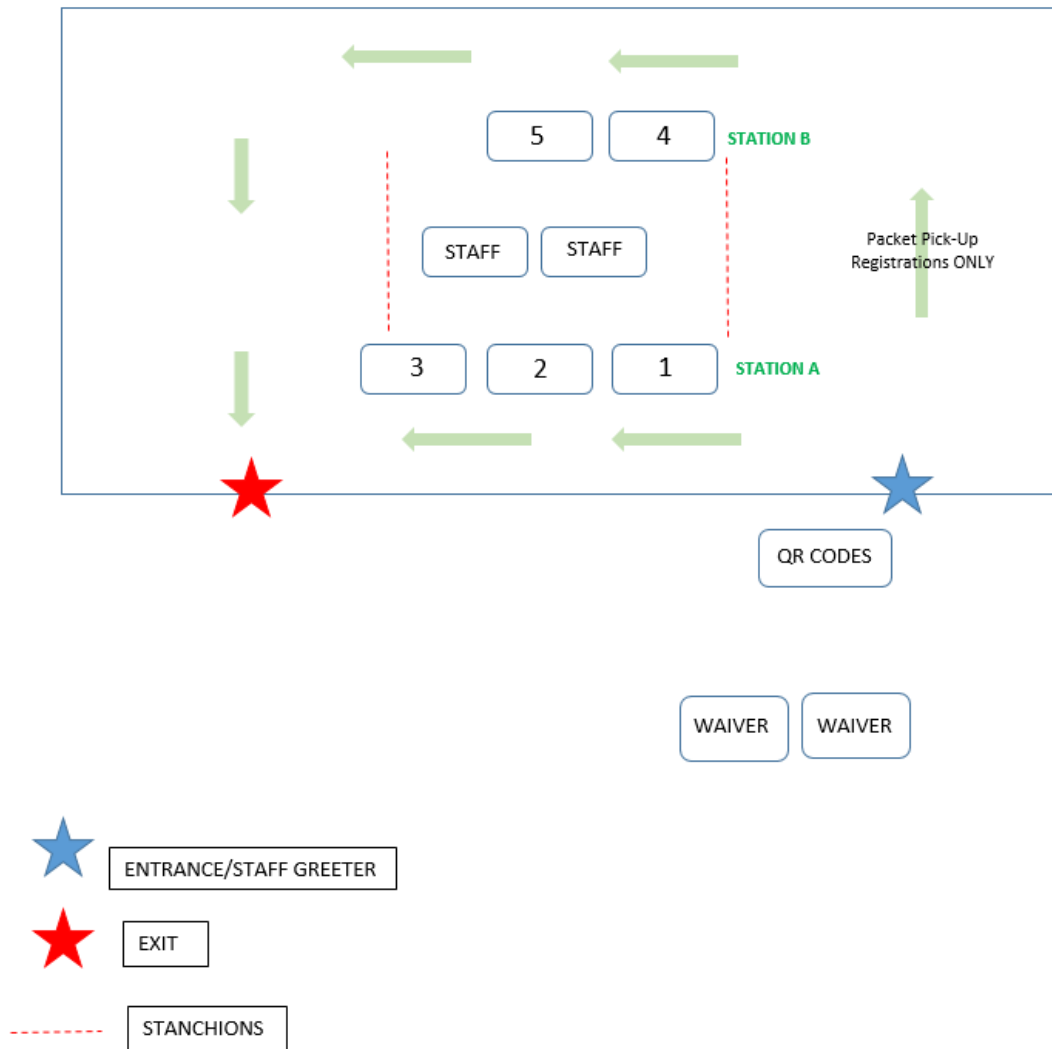 5
4
STATION B
STAFF
STAFF
Packet Pick-Up
Registrations ONLY
3
2
1
STATION A
QR CODES
WAIVER
WAIVER
ENTRANCE/STAFF GREETER
EXIT
STANCHIONS